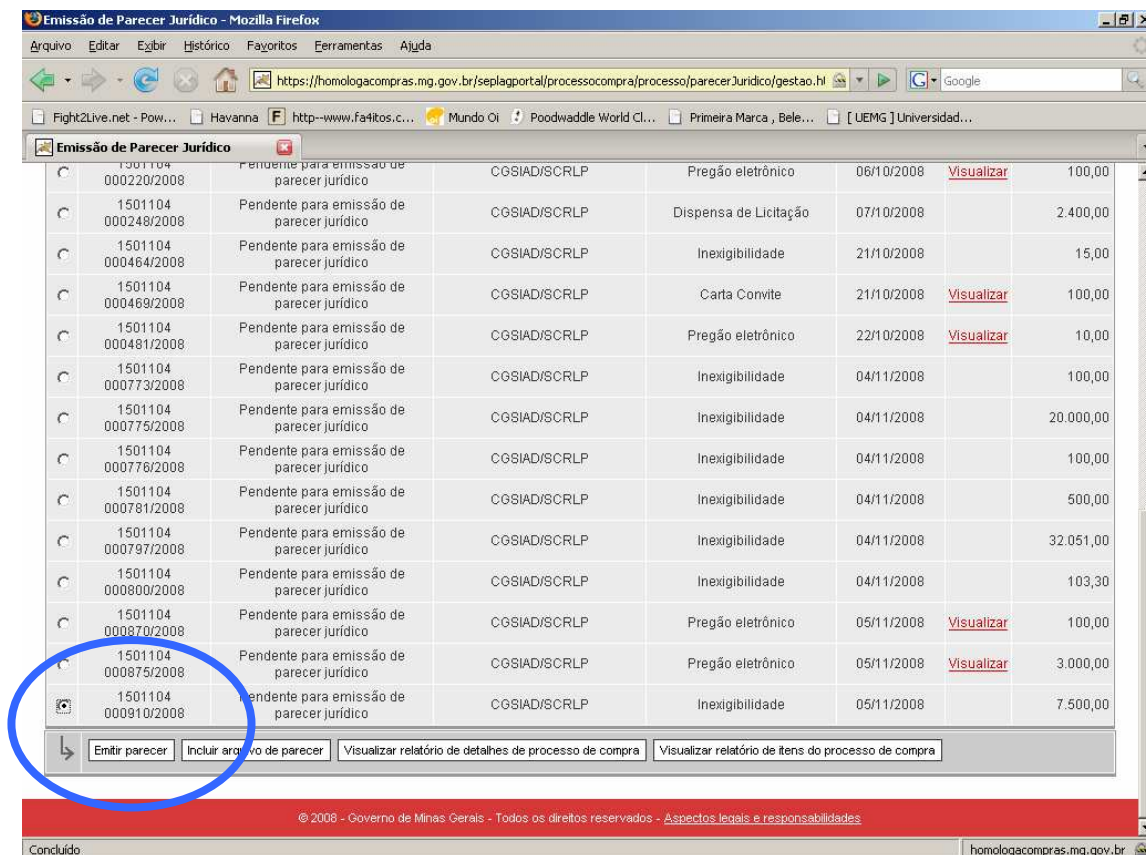 Emissão de Parecer Jurídico - Mozilla Firefox
Arquivo Editar Exibir Histórico Favoritos Ferramentas Ajuda
https://homologacompras.mg.gov.br/seplagportal/processocompra/processo/parecerJuridico/gestao.hl
Google
Fight2Live.net - Pow... Havanna http--www.fa4itos.c... Mundo Oi Poodwaddle World Cl... Primeira Marca , Bele... [ UEMG ] Universidad...
Emissão de Parecer Jurídico
1501104 Pendente para emissão de
000220/2008 parecer jurídico CGSIAD/SCRLP Pregão eletrônico 06/10/2008 Visualizar 100,00
1501104 Pendente para emissão de
000248/2008 parecer jurídico CGSIAD/SCRLP Dispensa de Licitação 07/10/2008 2.400,00
1501104 Pendente para emissão de
000464/2008 parecer jurídico CGSIAD/SCRLP Inexigibilidade 21/10/2008 15,00
1501104 Pendente para emissão de
000469/2008 parecer jurídico CGSIAD/SCRLP Carta Convite 21/10/2008 Visualizar 100,00
1501104 Pendente para emissão de
000481/2008 parecer jurídico CGSIAD/SCRLP Pregão eletrônico 22/10/2008 Visualizar 10,00
1501104 Pendente para emissão de
000773/2008 parecer jurídico CGSIAD/SCRLP Inexigibilidade 04/11/2008 100,00
1501104 Pendente para emissão de
000775/2008 parecer jurídico CGSIAD/SCRLP Inexigibilidade 04/11/2008 20.000,00
1501104 Pendente para emissão de
000776/2008 parecer jurídico CGSIAD/SCRLP Inexigibilidade 04/11/2008 100,00
1501104 Pendente para emissão de
000781/2008 parecer jurídico CGSIAD/SCRLP Inexigibilidade 04/11/2008 500,00
1501104 Pendente para emissão de
000797/2008 parecer jurídico CGSIAD/SCRLP Inexigibilidade 04/11/2008 32.051,00
1501104 Pendente para emissão de
000800/2008 parecer jurídico CGSIAD/SCRLP Inexigibilidade 04/11/2008 103,30
1501104 Pendente para emissão de
000870/2008 parecer jurídico CGSIAD/SCRLP Pregão eletrônico 05/11/2008 Visualizar 100,00
1501104 Pendente para emissão de
000875/2008 parecer jurídico CGSIAD/SCRLP Pregão eletrônico 05/11/2008 Visualizar 3.000,00
1501104 Pendente para emissão de
000910/2008 parecer jurídico CGSIAD/SCRLP Inexigibilidade 05/11/2008 7.500,00
Emitir parecer Incluir arquivo de parecer Visualizar relatório de detalhes de processo de compra Visualizar relatório de itens do processo de compra
© 2008 - Governo de Minas Gerais - Todos os direitos reservados - Aspectos legais e responsabilidades
Concluído homologacompras.mg.gov.br